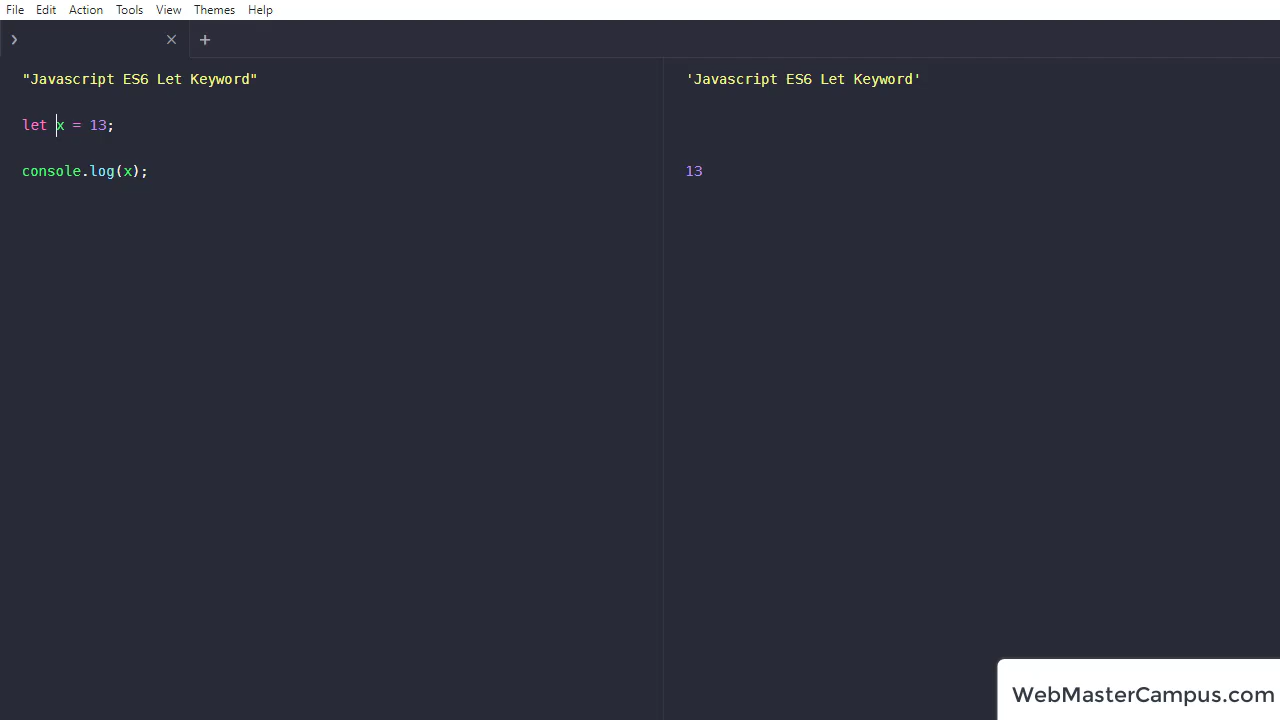 File Edit Action Tools View Themes Help
"Javascript ES6 Let Keyword"
let x = 13;
console.log(x);
'Javascript ES6 Let Keyword'
13
WebMasterCampus.com